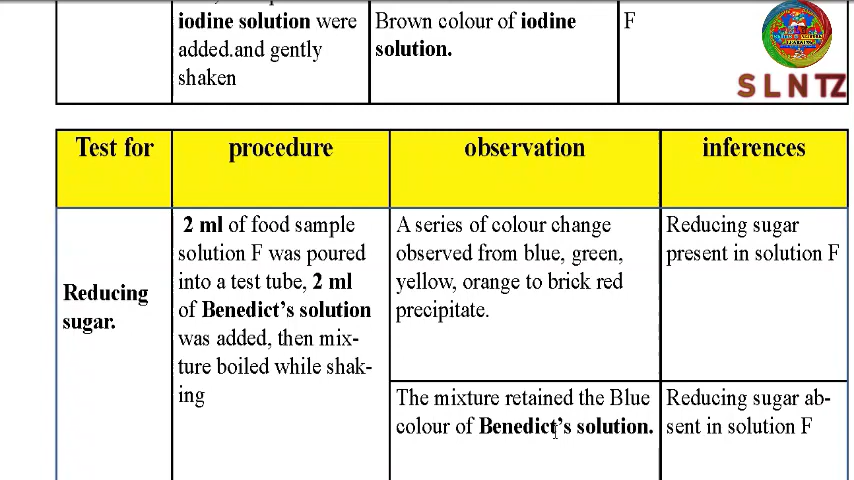 iodine solution were
added.and gently
shaken
Brown colour of iodine
solution.
F
S L N TZ
Test for
procedure
observation
inferences
Reducing
sugar.
2 ml of food sample
solution F was poured
into a test tube, 2 ml
of Benedict’s solution
was added, then mix-
ture boiled while shak-
ing
A series of colour change
observed from blue, green,
yellow, orange to brick red
precipitate.
Reducing sugar
present in solution F
The mixture retained the Blue
colour of Benedict’s solution.
Reducing sugar ab-
sent in solution F